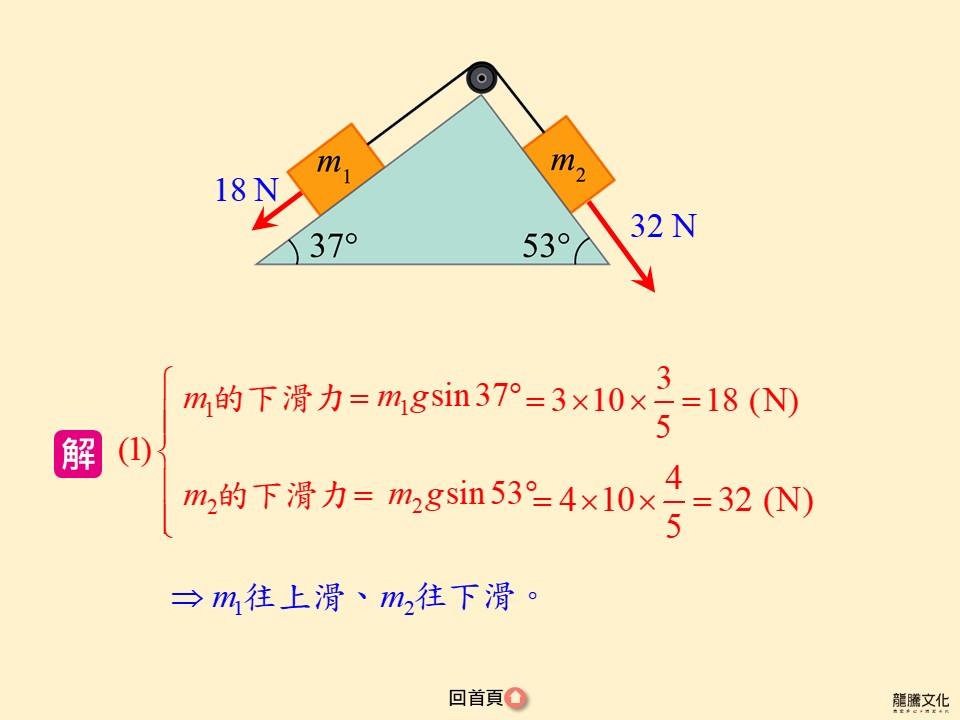 m₁
m₂
18 N
32 N
37°
53°
解
(1)
m₁的下滑力 = m₁g sin 37° = 3 × 10 × 3/5 = 18 (N)
m₂的下滑力 = m₂g sin 53° = 4 × 10 × 4/5 = 32 (N)
⇒ m₁往上滑、m₂往下滑。
回首頁
龍騰文化